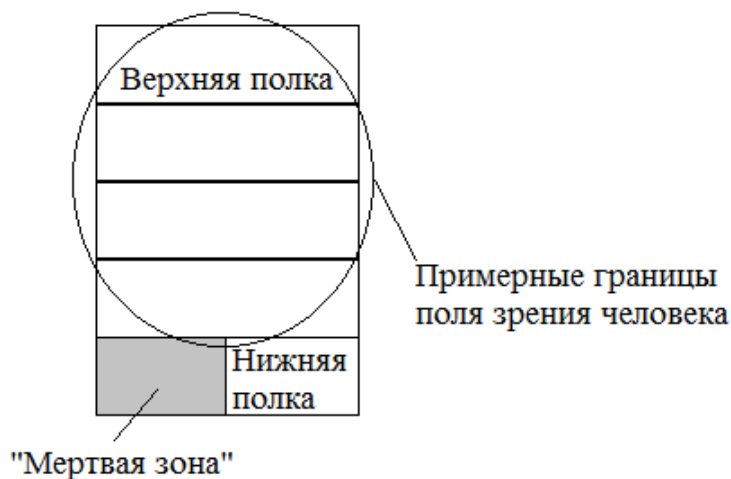 Верхняя полка
Примерные границы
поля зрения человека
Нижняя
полка
"Мертвая зона"